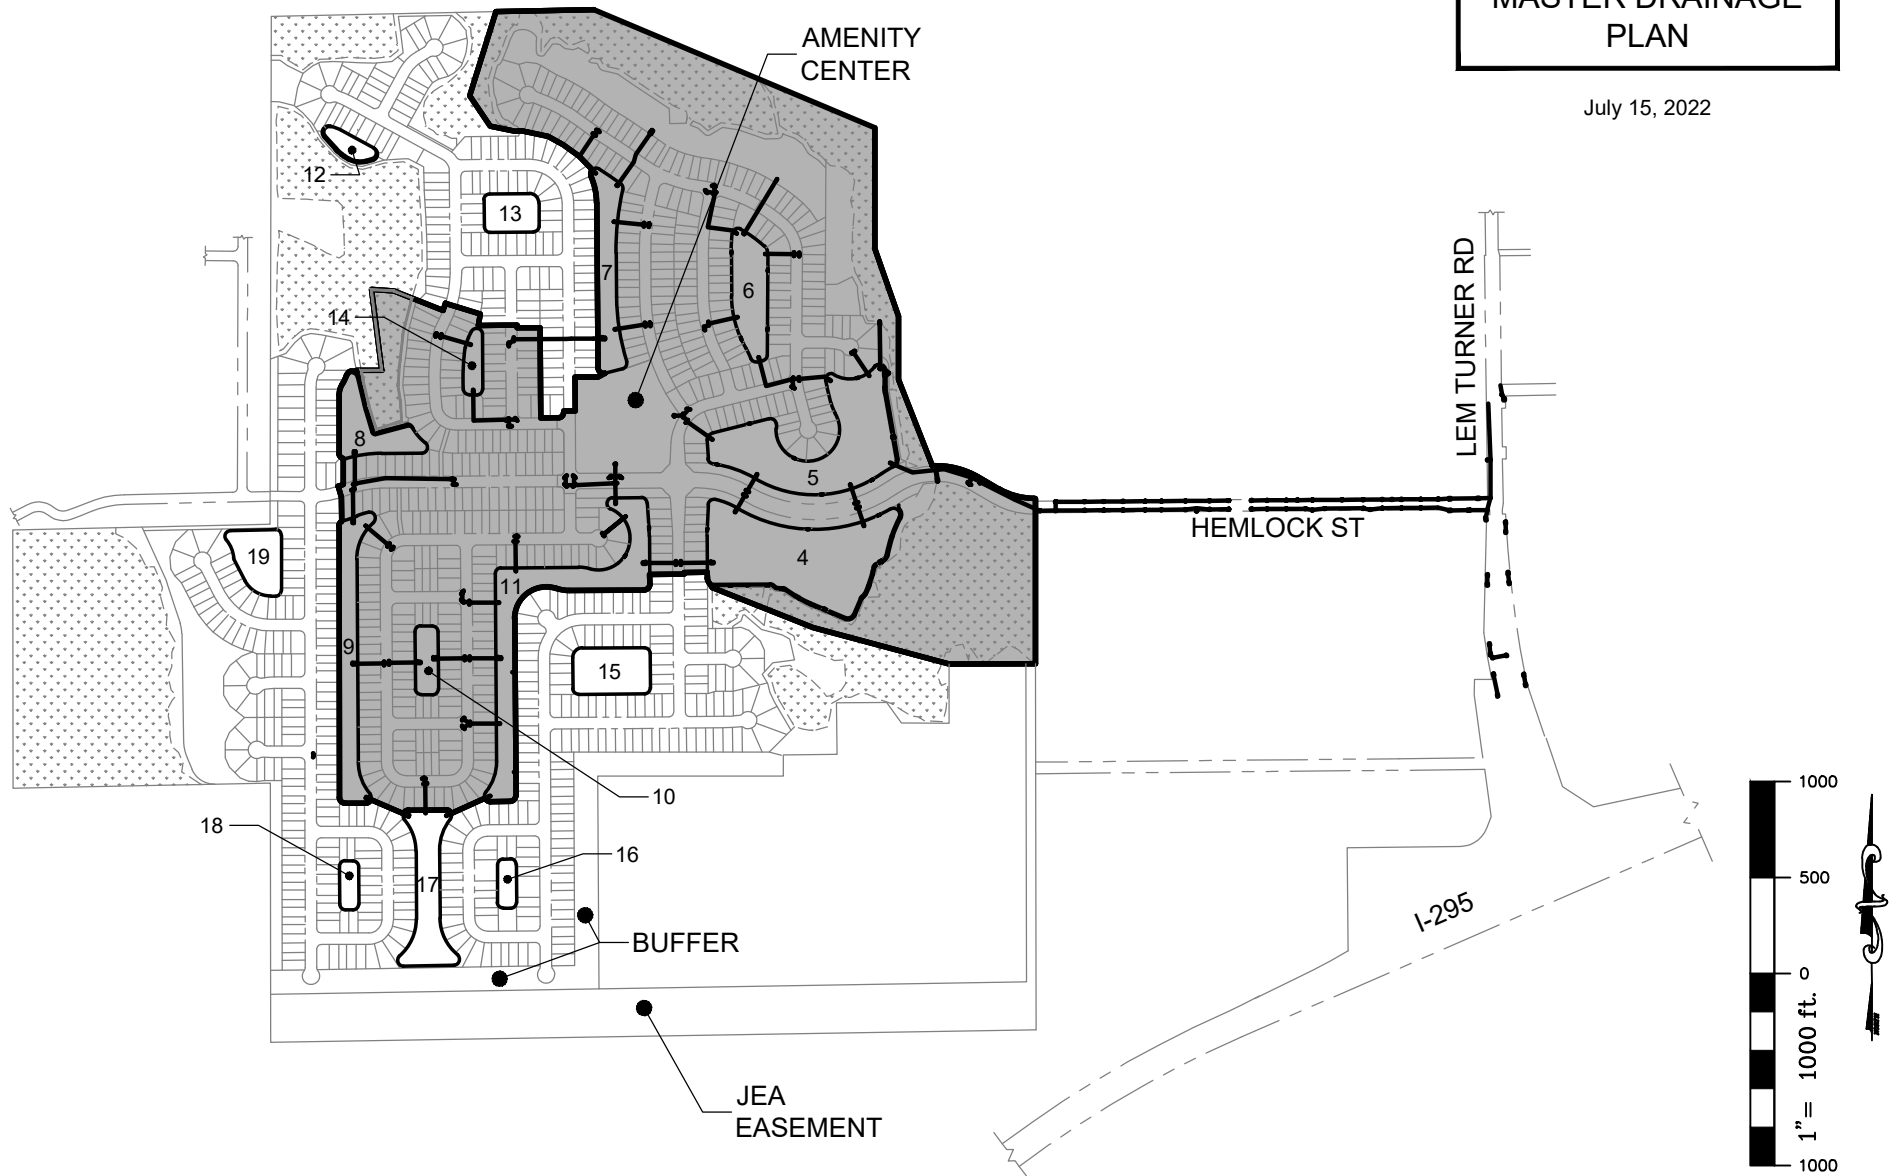 MASTER DRAINAGE
PLAN
July 15, 2022
AMENITY
CENTER
12
13
7
6
14
LEM TURNER RD
8
5
HEMLOCK ST
19
4
11
9
15
10
1000
18
16
500
17
I-295
BUFFER
0
1"= 1000 ft.
JEA
EASEMENT
1000